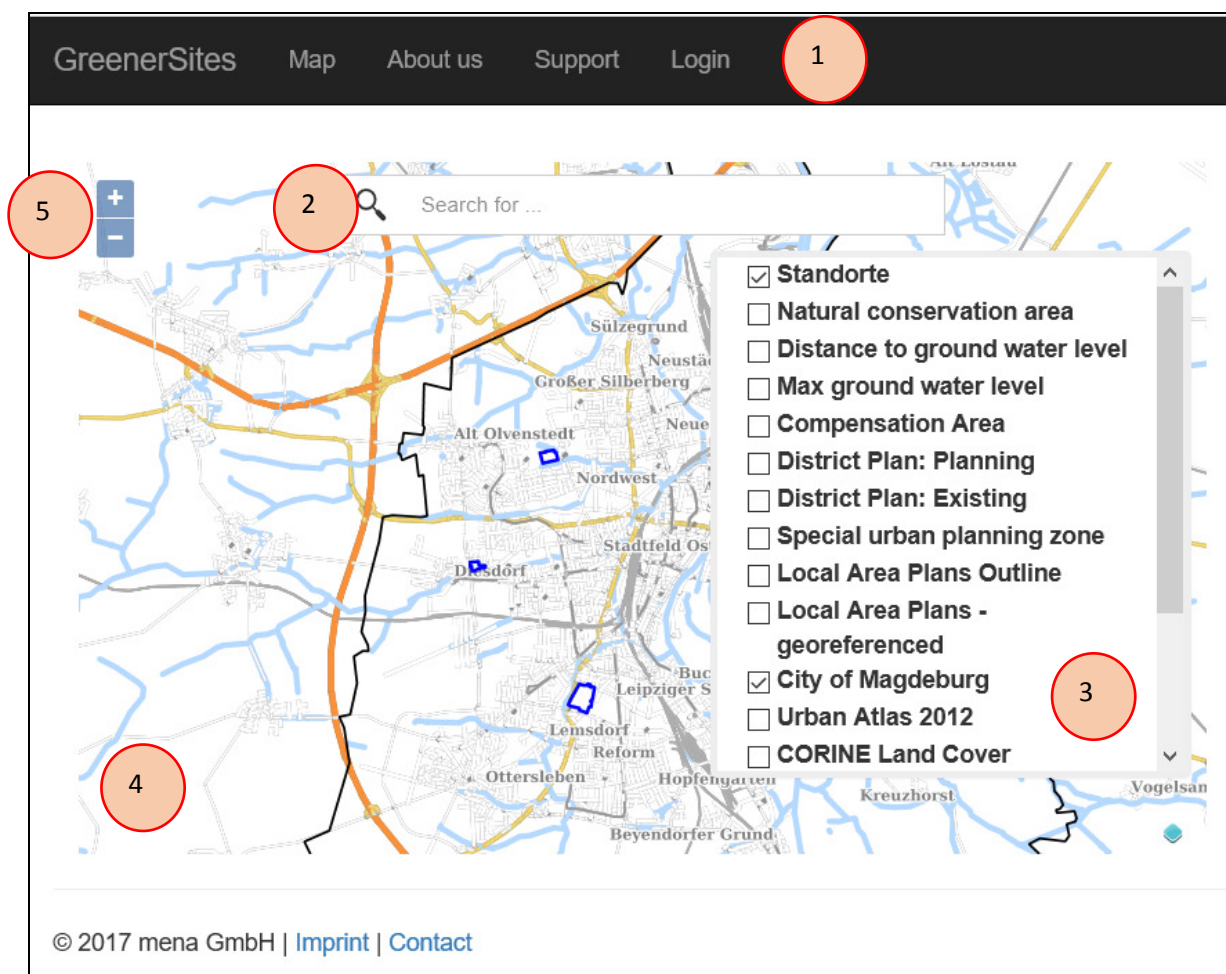 GreenerSites Map About us Support Login 1
Alt Lostau
5
+
−
2
Search for ...
Standorte
Natural conservation area
Distance to ground water level
Max ground water level
Compensation Area
District Plan: Planning
District Plan: Existing
Special urban planning zone
Local Area Plans Outline
Local Area Plans -
georeferenced
City of Magdeburg
Urban Atlas 2012
CORINE Land Cover
3
Sülzegrund
Großer Silberberg
Alt Olvenstedt
Nordwest
Diesdorf
Lemsdorf
Reform
Ottersleben
Hopfengarten
Kreuzhorst
Beyendorfer Grund
4
© 2017 mena GmbH | Imprint | Contact